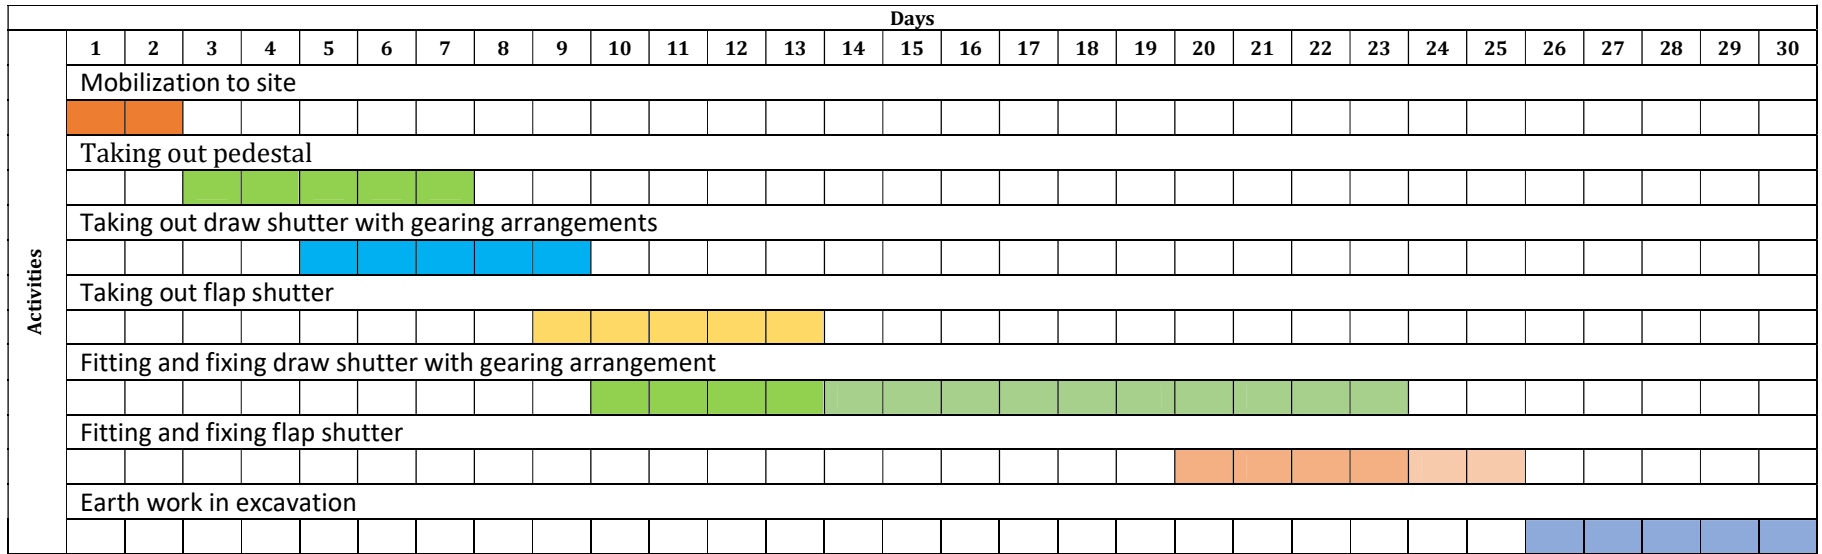 Days
1 2 3 4 5 6 7 8 9 10 11 12 13 14 15 16 17 18 19 20 21 22 23 24 25 26 27 28 29 30
Activities
Mobilization to site
Taking out pedestal
Taking out draw shutter with gearing arrangements
Taking out flap shutter
Fitting and fixing draw shutter with gearing arrangement
Fitting and fixing flap shutter
Earth work in excavation